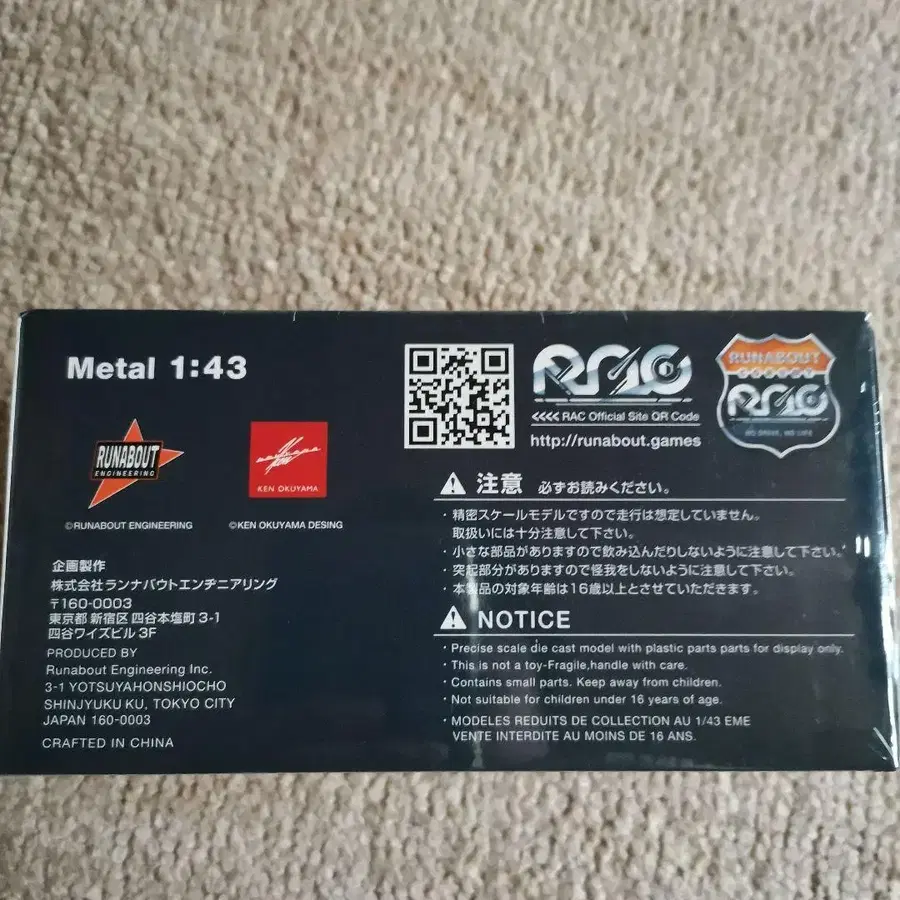 Metal 1:43
RUNABOUT
ENGINEERING
©RUNABOUT ENGINEERING
KEN OKUYAMA
©KEN OKUYAMA DESING
企画製作
株式会社ランナバウトエンヂニアリング
〒160-0003
東京都 新宿区 四谷本塩町 3-1
四谷ワイズビル 3F
PRODUCED BY
Runabout Engineering Inc.
3-1 YOTSUYAHONSHIOCHO
SHINJYUKU KU, TOKYO CITY
JAPAN 160-0003
CRAFTED IN CHINA
RAC
<<<< RAC Official Site QR Code
http://runabout.games
RUNABOUT
RAC
NO DRIVE, NO LIFE
注意 必ずお読みください。
・精密スケールモデルですので走行は想定していません。
取扱いには十分注意して下さい。
・小さな部品がありますので飲み込んだりしないように注意して下さい。
・突起部分がありますので怪我をしないように注意して下さい。
・本製品の対象年齢は16歳以上とさせていただきます。
NOTICE
・Precise scale die cast model with plastic parts parts for display only.
・This is not a toy-Fragile,handle with care.
・Contains small parts. Keep away from children.
・Not suitable for children under 16 years of age.
・MODELES REDUITS DE COLLECTION AU 1/43 EME
VENTE INTERDITE AU MOINS DE 16 ANS.